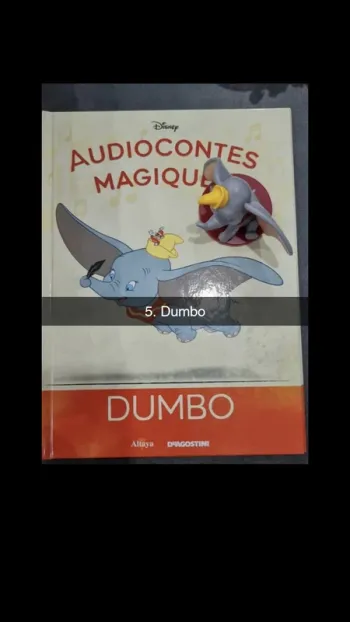 Disney
AUDIOCONTES
MAGIQU
5. Dumbo
DUMBO
Altaya DEAGOSTINI